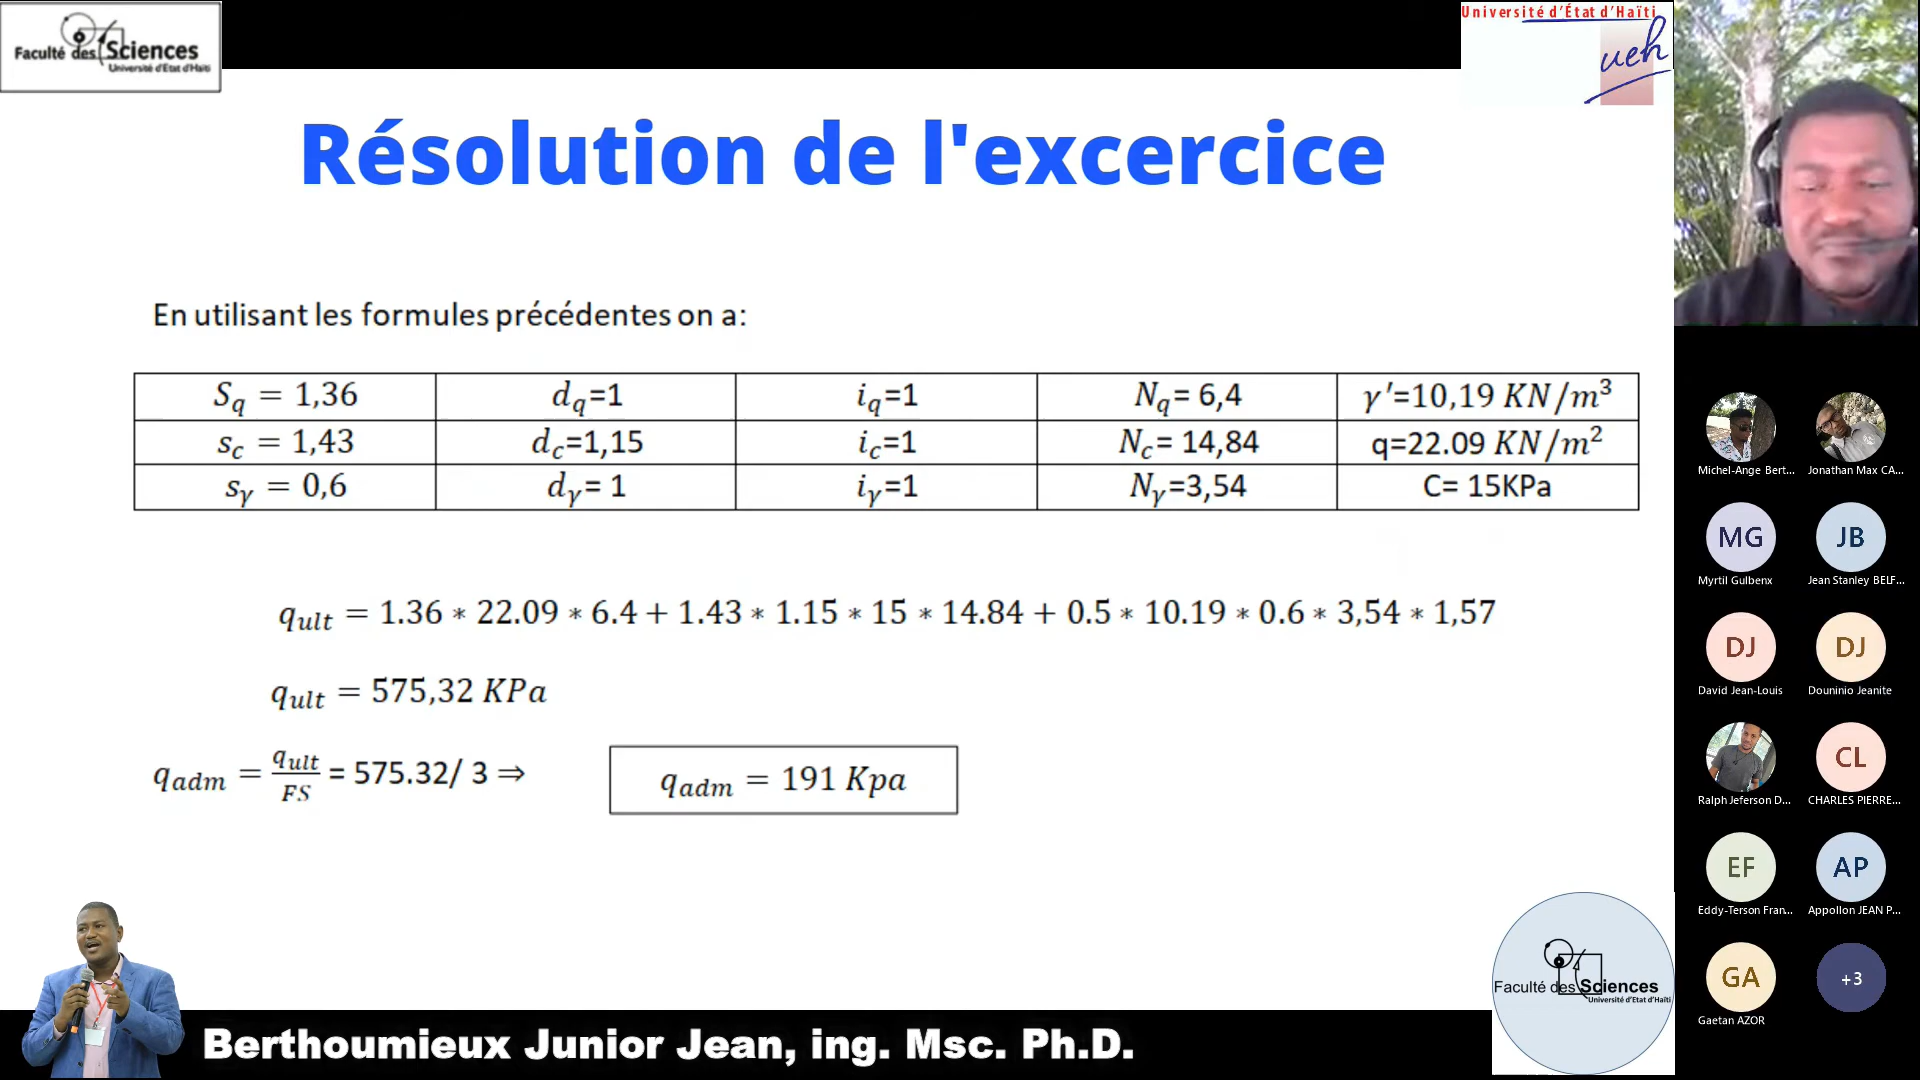 Faculté des Sciences
Université d'Etat d'Haïti
Université d'État d'Haïti
ueh
Résolution de l'excercice
En utilisant les formules précédentes on a:
S_q = 1,36 d_q=1 i_q=1 N_q= 6,4 γ'=10,19 KN/m³
s_c = 1,43 d_c=1,15 i_c=1 N_c= 14,84 q=22.09 KN/m²
s_γ = 0,6 d_γ= 1 i_γ=1 N_γ=3,54 C= 15KPa
q_ult = 1.36 * 22.09 * 6.4 + 1.43 * 1.15 * 15 * 14.84 + 0.5 * 10.19 * 0.6 * 3,54 * 1,57
q_ult = 575,32 KPa
q_adm = q_ult/FS = 575.32/ 3 ⇒ q_adm = 191 Kpa
Faculté des Sciences
Université d'Etat d'Haïti
Berthoumieux Junior Jean, ing. Msc. Ph.D.
Michel-Ange Bert... Jonathan Max CA...
MG JB
Myrtil Gulbenx Jean Stanley BELF...
DJ DJ
David Jean-Louis Douninio Jeanite
CL
Ralph Jeferson D... CHARLES PIERRE...
EF AP
Eddy-Terson Fran... Appollon JEAN P...
GA +3
Gaetan AZOR